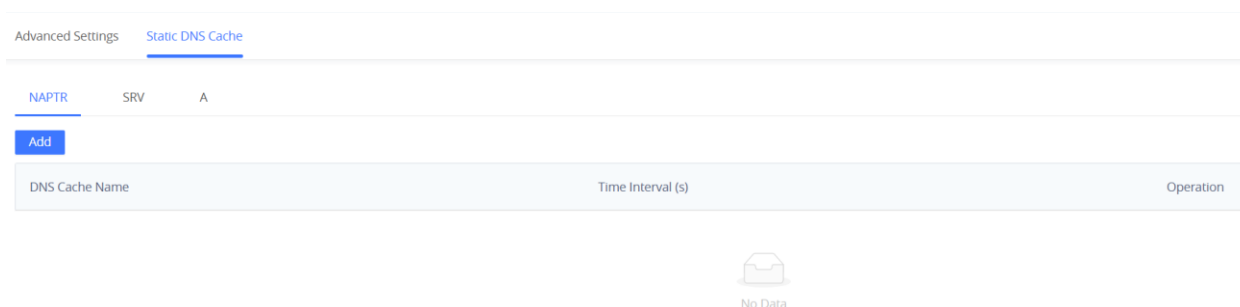 Advanced Settings Static DNS Cache
NAPTR SRV A
Add
DNS Cache Name Time Interval (s) Operation
No Data